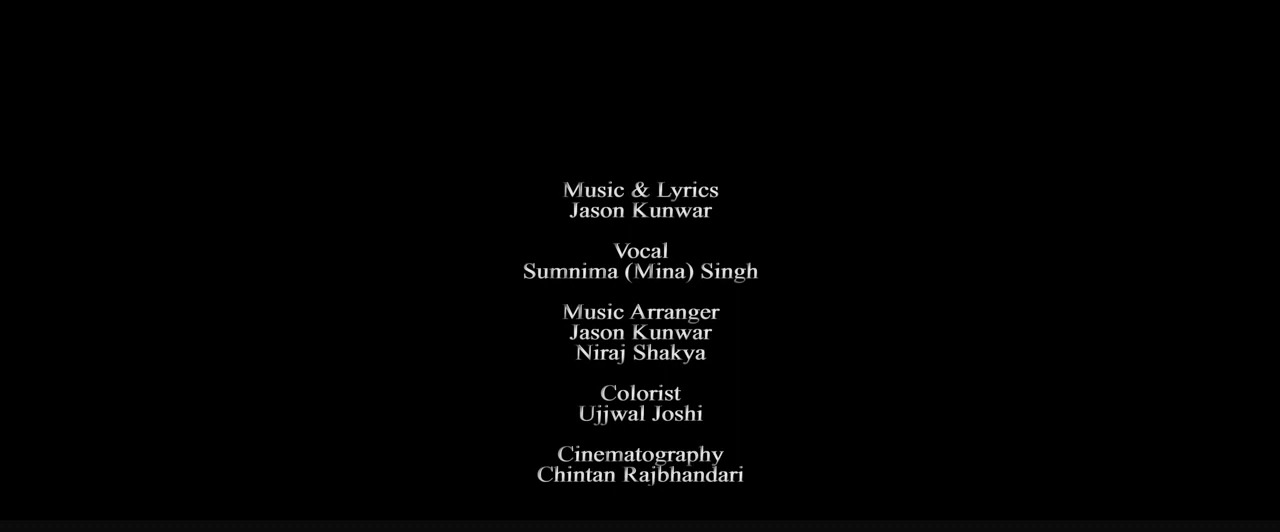 Music & Lyrics
Jason Kunwar
Vocal
Sumnima (Mina) Singh
Music Arranger
Jason Kunwar
Niraj Shakya
Colorist
Ujjwal Joshi
Cinematography
Chintan Rajbhandari